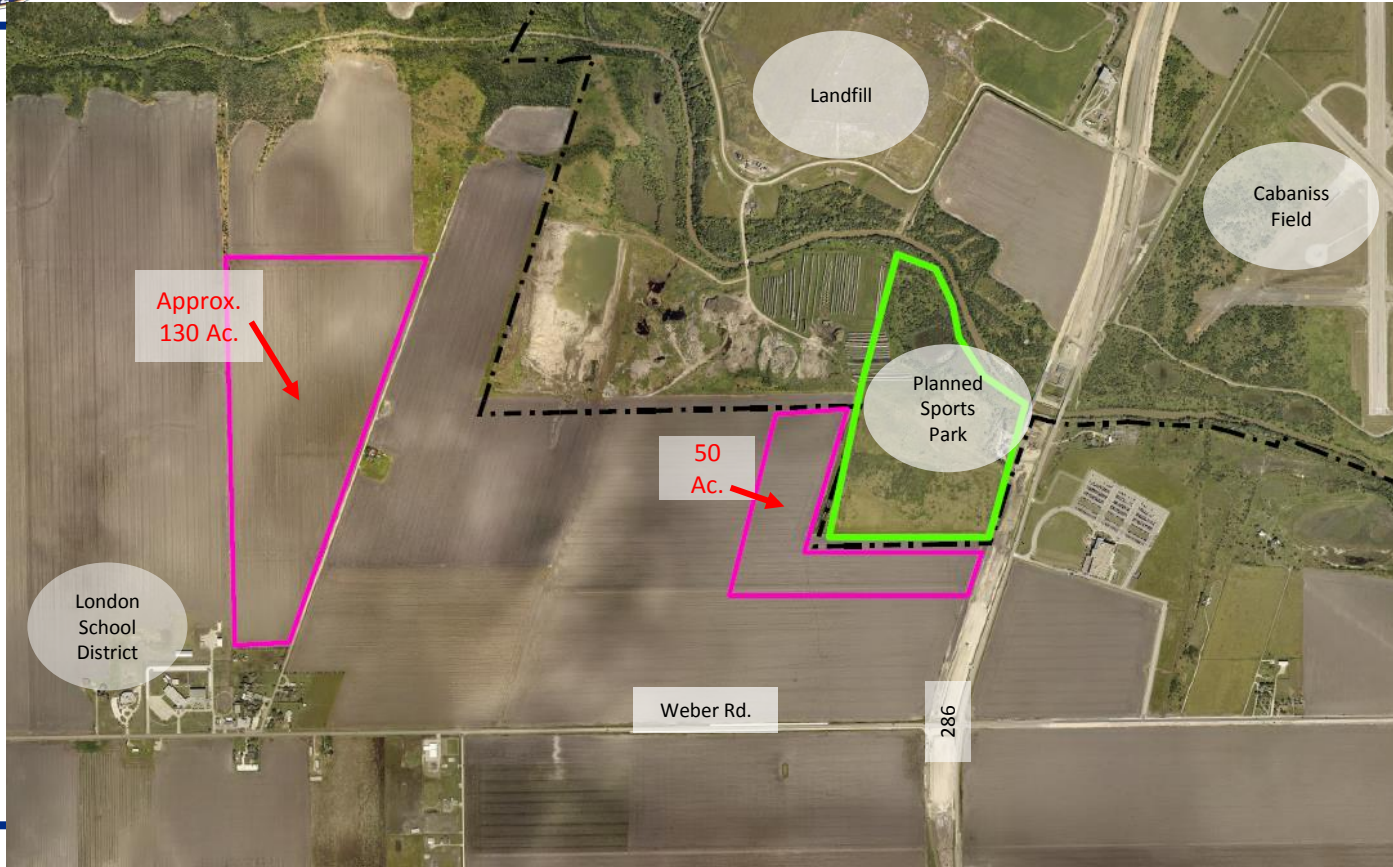 Landfill
Cabaniss
Field
Approx.
130 Ac.
Planned
Sports
Park
50
Ac.
London
School
District
Weber Rd.
286